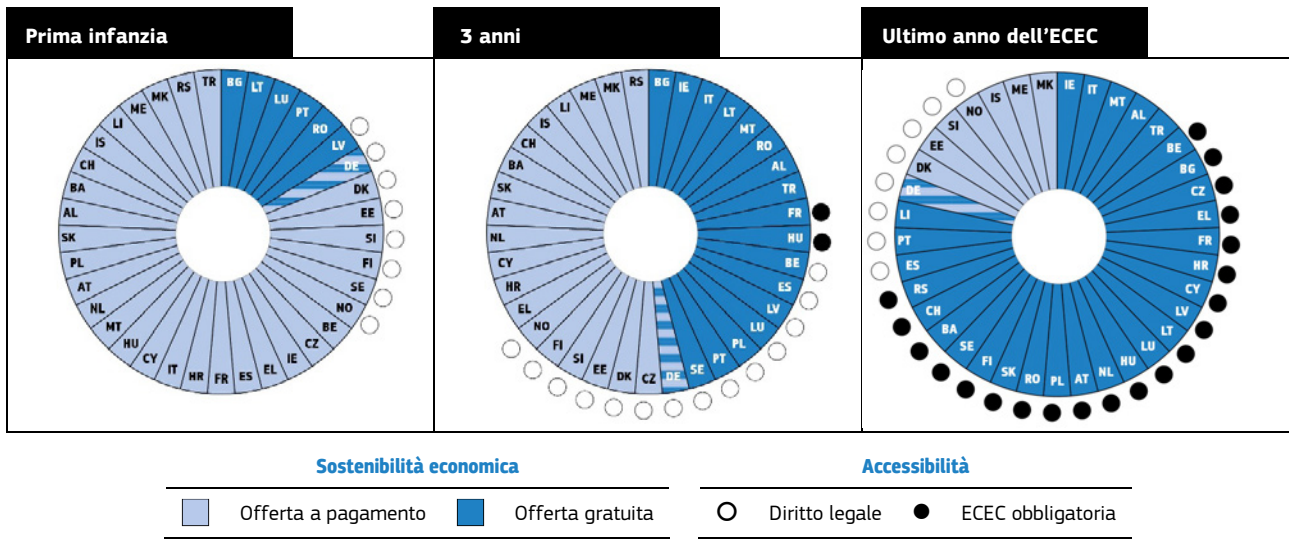 Prima infanzia
3 anni
Ultimo anno dell'ECEC
BG
LT
LU
PT
RO
LV
DE
DK
EE
SI
FI
SE
NO
BE
CZ
IE
EL
ES
FR
HR
IT
CY
HU
MT
NL
AT
PL
SK
AL
BA
CH
IS
LI
ME
MK
RS
TR
BG
IE
IT
LT
MT
RO
AL
TR
FR
HU
BE
ES
LV
LU
PL
PT
SE
DE
CZ
DK
EE
SI
FI
NO
EL
HR
CY
NL
AT
SK
BA
CH
IS
LI
ME
MK
RS
IE
IT
MT
AL
TR
BE
BG
CZ
EL
FR
HR
CY
LV
LT
LU
HU
NL
AT
PL
RO
SK
FI
SE
BA
CH
RS
ES
PT
LI
DE
DK
EE
SI
NO
IS
ME
MK
Sostenibilità economica
Accessibilità
Offerta a pagamento
Offerta gratuita
Diritto legale
ECEC obbligatoria